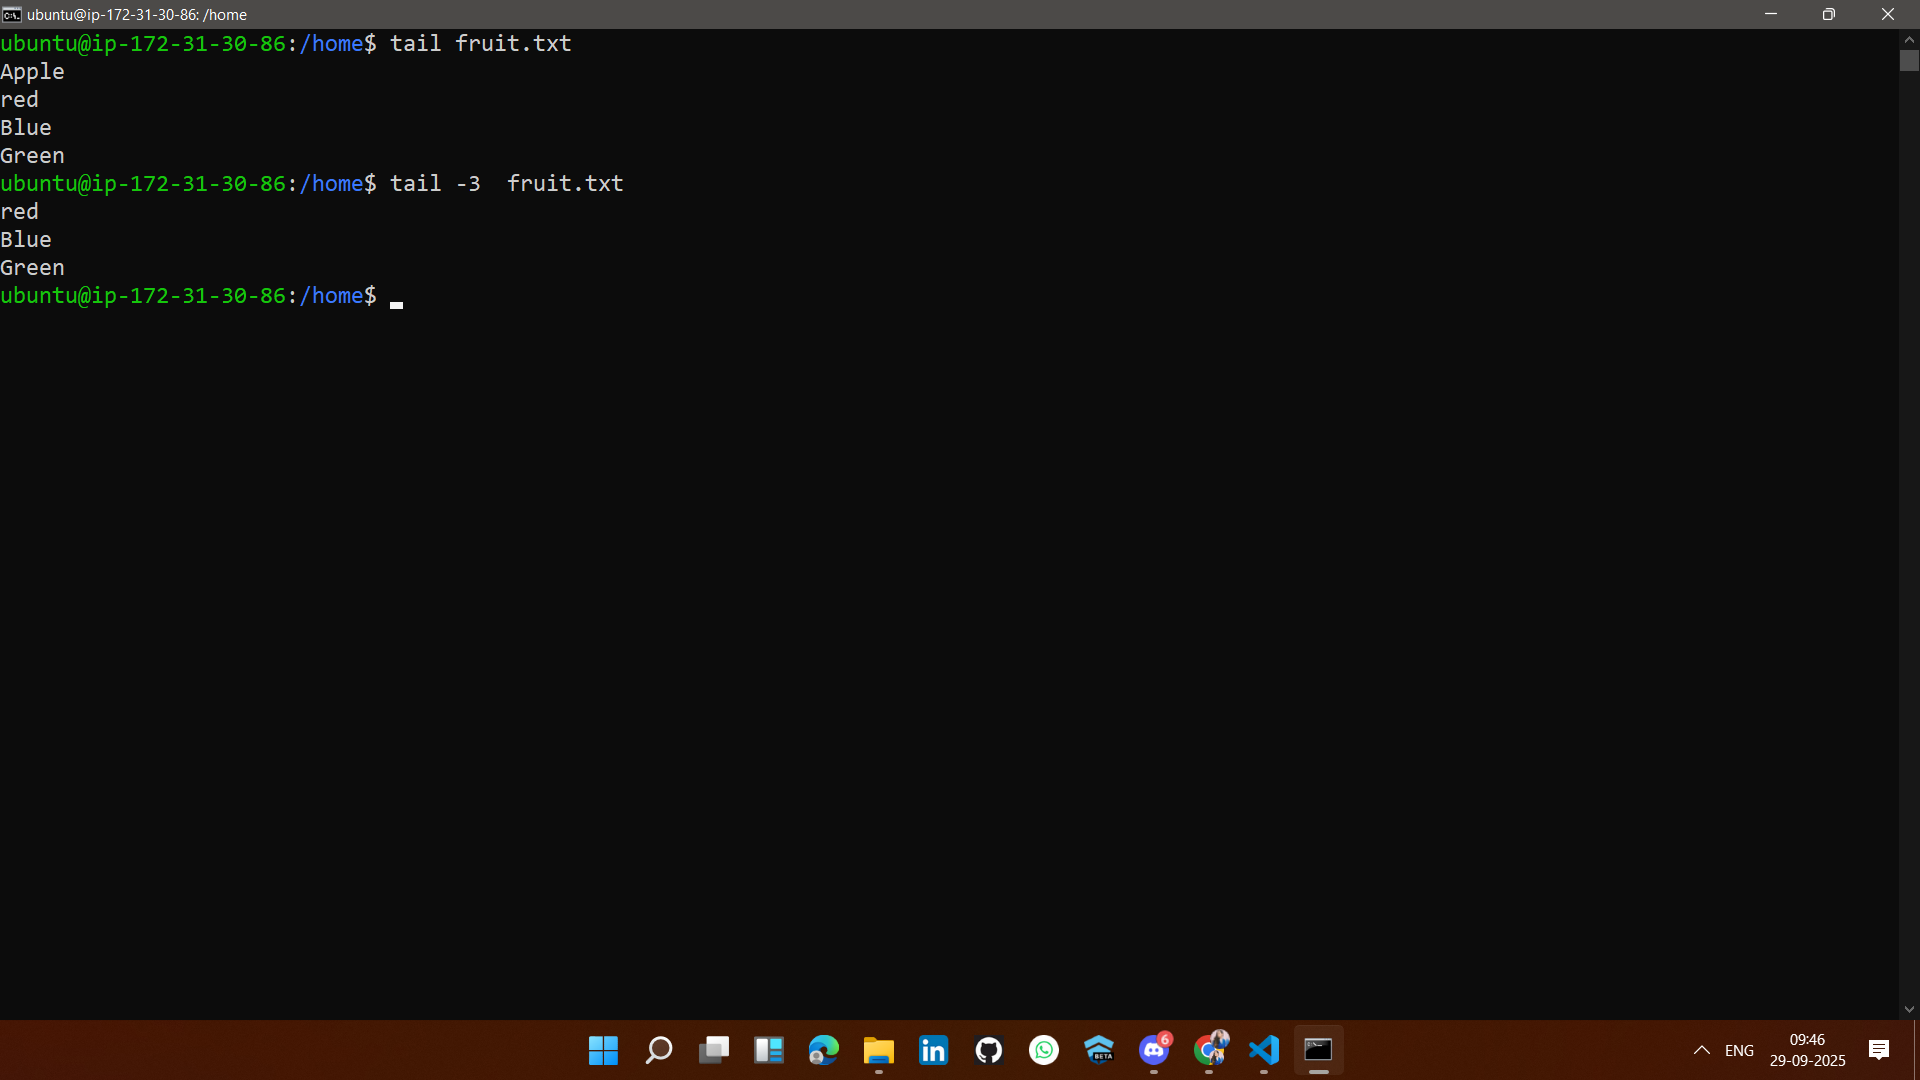 ubuntu@ip-172-31-30-86: /home
ubuntu@ip-172-31-30-86:/home$ tail fruit.txt
Apple
red
Blue
Green
ubuntu@ip-172-31-30-86:/home$ tail -3  fruit.txt
red
Blue
Green
ubuntu@ip-172-31-30-86:/home$
in
BETA
6
ENG
09:46
29-09-2025